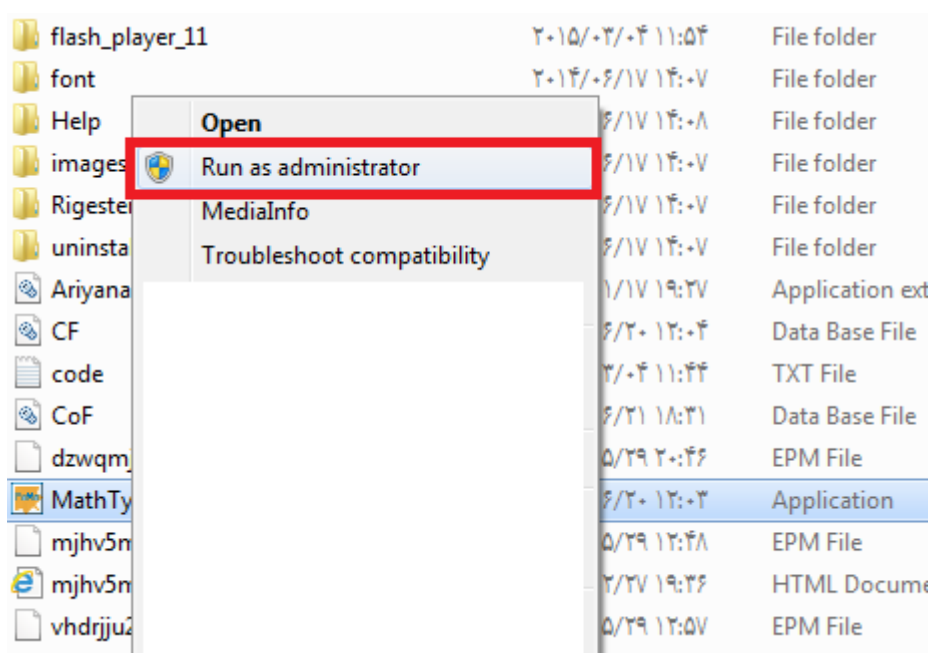 flash_player_11 ۲۰۱۵/۰۳/۰۴ ۱۱:۵۴ File folder
font ۲۰۱۴/۰۶/۱۷ ۱۴:۰۷ File folder
Help Open ۶/۱۷ ۱۴:۰۸ File folder
images Run as administrator ۶/۱۷ ۱۴:۰۷ File folder
Rigester MediaInfo ۶/۱۷ ۱۴:۰۷ File folder
uninsta Troubleshoot compatibility ۶/۱۷ ۱۴:۰۷ File folder
Ariyana ۱/۱۷ ۱۹:۲۷ Application ext
CF ۶/۲۰ ۱۲:۰۴ Data Base File
code ۳/۰۴ ۱۱:۴۴ TXT File
CoF ۶/۲۱ ۱۸:۳۱ Data Base File
dzwqm ۵/۲۹ ۲۰:۴۶ EPM File
MathTy ۶/۲۰ ۱۲:۰۳ Application
mjhv5m ۵/۲۹ ۱۲:۴۸ EPM File
mjhv5m ۲/۲۷ ۱۹:۳۶ HTML Docume
vhdrjju2 ۵/۲۹ ۱۲:۵۷ EPM File